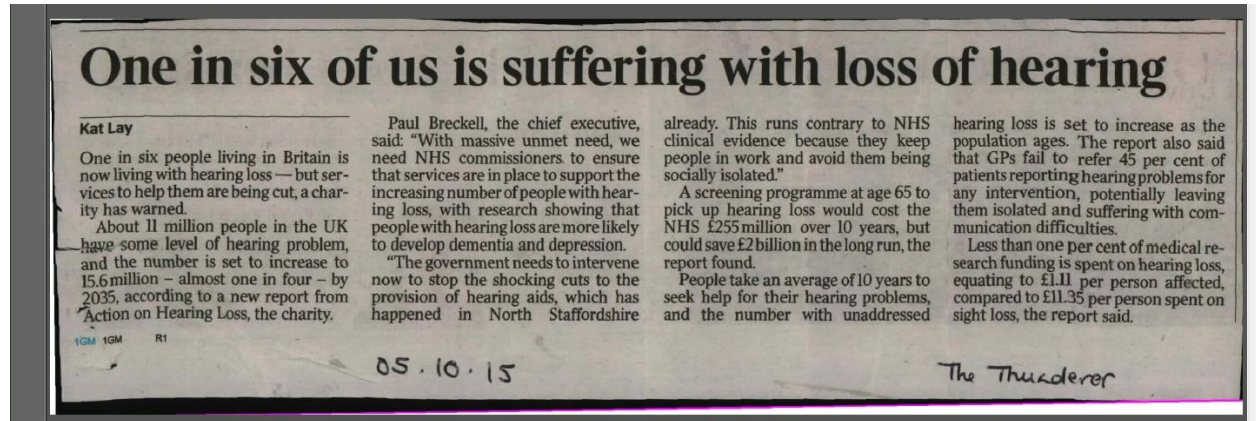 One in six of us is suffering with loss of hearing
Kat Lay
One in six people living in Britain is
now living with hearing loss — but ser-
vices to help them are being cut, a char-
ity has warned.
About 11 million people in the UK
have some level of hearing problem,
and the number is set to increase to
15.6 million – almost one in four – by
2035, according to a new report from
Action on Hearing Loss, the charity.
Paul Breckell, the chief executive,
said: “With massive unmet need, we
need NHS commissioners to ensure
that services are in place to support the
increasing number of people with hear-
ing loss, with research showing that
people with hearing loss are more likely
to develop dementia and depression.
“The government needs to intervene
now to stop the shocking cuts to the
provision of hearing aids, which has
happened in North Staffordshire
already. This runs contrary to NHS
clinical evidence because they keep
people in work and avoid them being
socially isolated.”
A screening programme at age 65 to
pick up hearing loss would cost the
NHS £255 million over 10 years, but
could save £2 billion in the long run, the
report found.
People take an average of 10 years to
seek help for their hearing problems,
and the number with unaddressed
hearing loss is set to increase as the
population ages. The report also said
that GPs fail to refer 45 per cent of
patients reporting hearing problems for
any intervention, potentially leaving
them isolated and suffering with com-
munication difficulties.
Less than one per cent of medical re-
search funding is spent on hearing loss,
equating to £1.11 per person affected,
compared to £11.35 per person spent on
sight loss, the report said.
1GM 1GM R1
05.10.15
The Thunderer